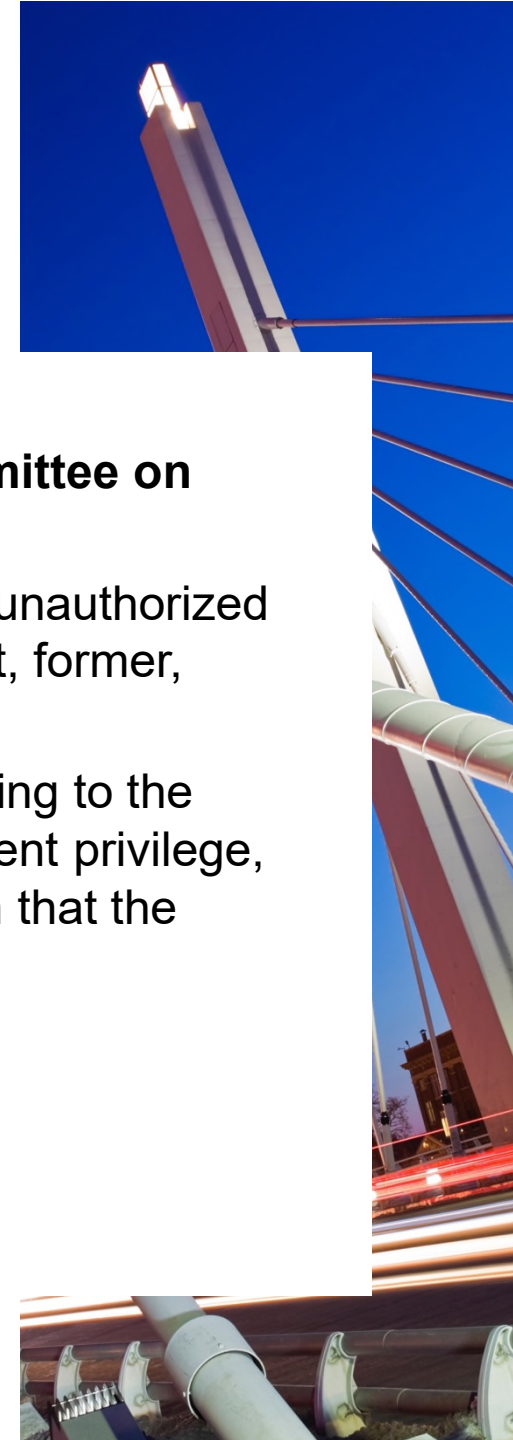 mittee on
unauthorized
t, former,
ing to the
ent privilege,
that the